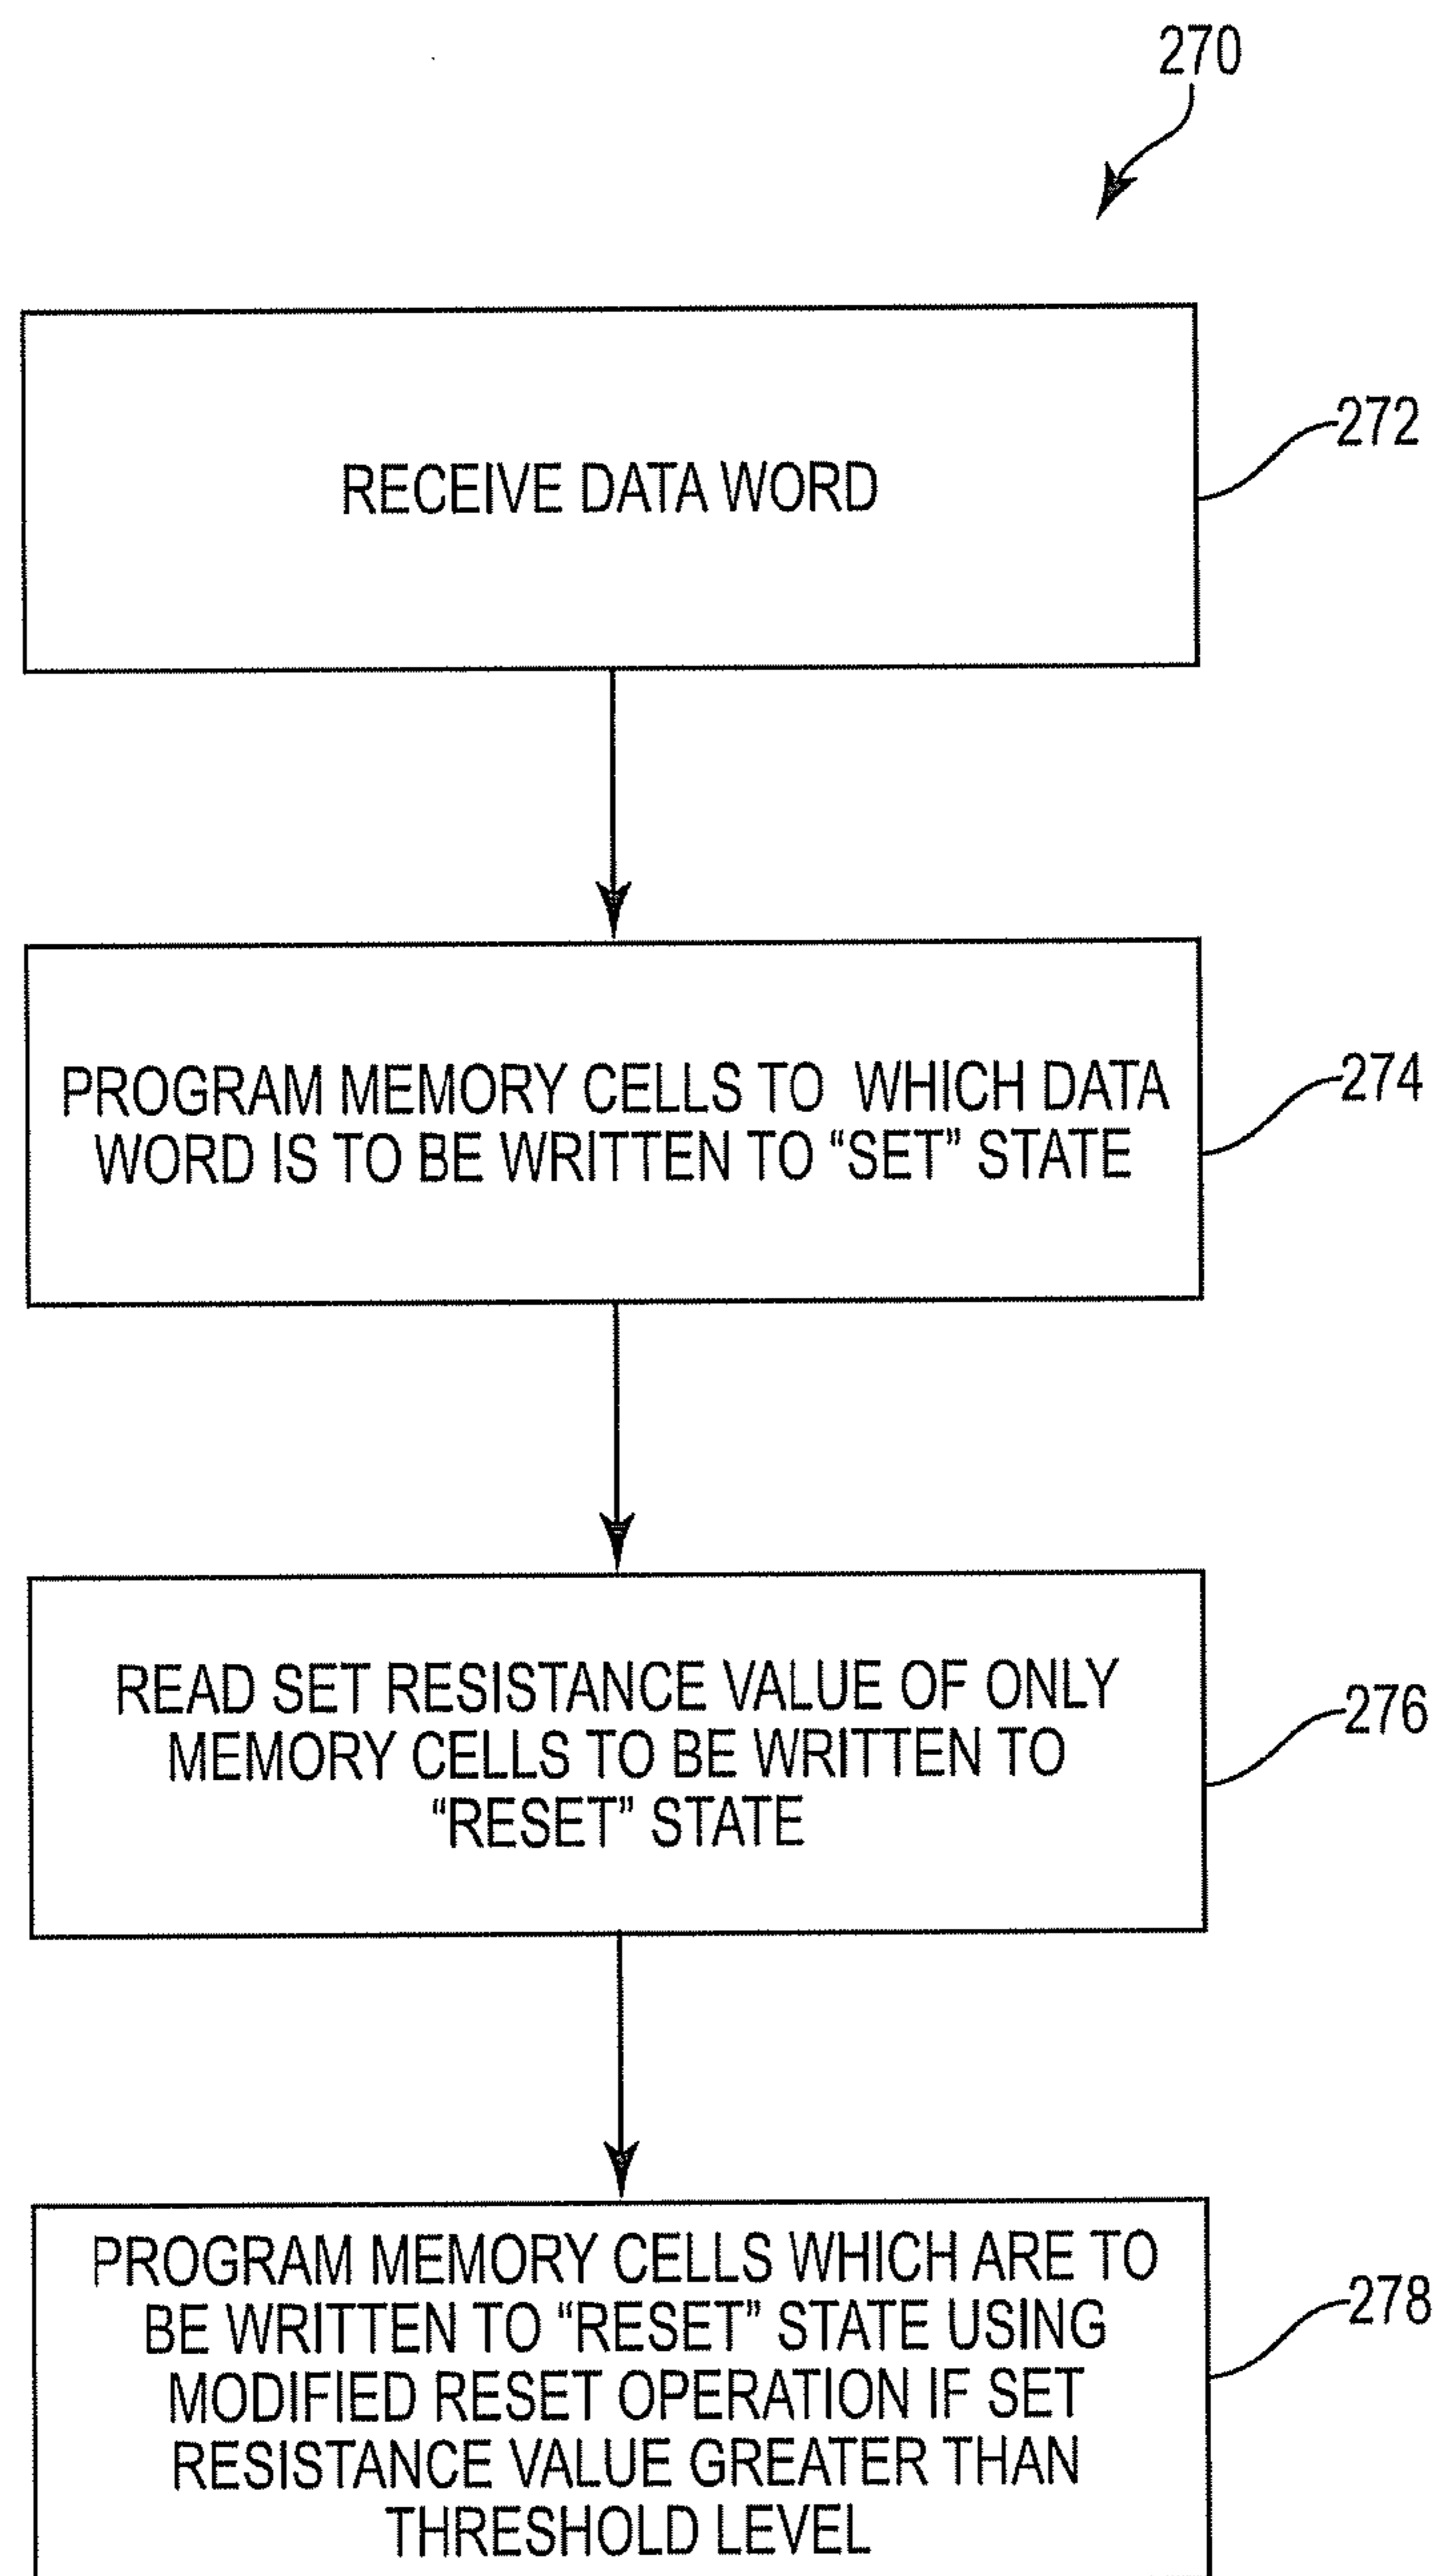 270
RECEIVE DATA WORD
272
PROGRAM MEMORY CELLS TO WHICH DATA
WORD IS TO BE WRITTEN TO “SET” STATE
274
READ SET RESISTANCE VALUE OF ONLY
MEMORY CELLS TO BE WRITTEN TO
“RESET” STATE
276
PROGRAM MEMORY CELLS WHICH ARE TO
BE WRITTEN TO “RESET” STATE USING
MODIFIED RESET OPERATION IF SET
RESISTANCE VALUE GREATER THAN
THRESHOLD LEVEL
278